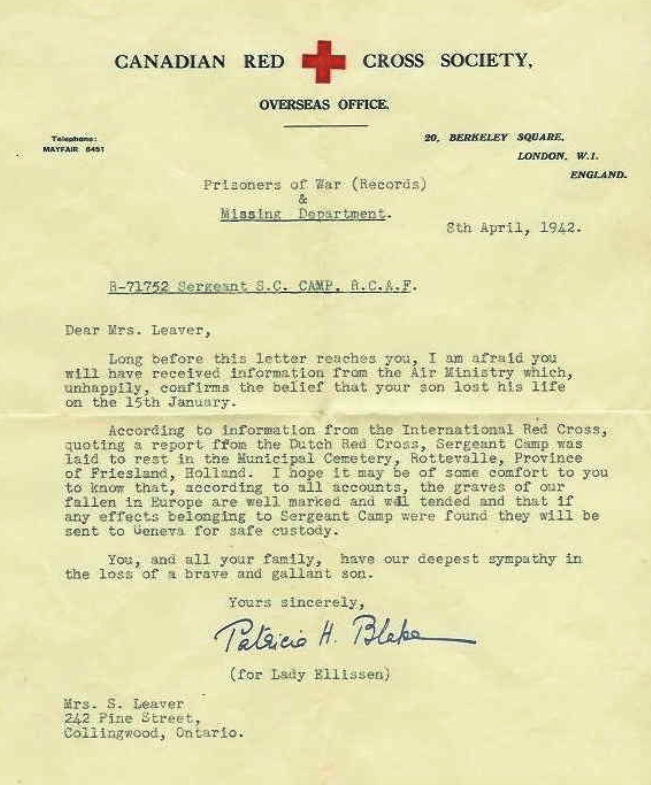 CANADIAN RED CROSS SOCIETY,
OVERSEAS OFFICE.
Telephone:
MAYFAIR 6451
20, BERKELEY SQUARE,
LONDON, W.1.
ENGLAND.
Prisoners of War (Records)
&
Missing Department.
8th April, 1942.
R-71752 Sergeant S.C. CAMP, R.C.A.F.
Dear Mrs. Leaver,
Long before this letter reaches you, I am afraid you
will have received information from the Air Ministry which,
unhappily, confirms the belief that your son lost his life
on the 15th January.
According to information from the International Red Cross,
quoting a report ffrom the Dutch Red Cross, Sergeant Camp was
laid to rest in the Municipal Cemetery, Rottevalle, Province
of Friesland, Holland. I hope it may be of some comfort to you
to know that, according to all accounts, the graves of our
fallen in Europe are well marked and well tended and that if
any effects belonging to Sergeant Camp were found they will be
sent to Geneva for safe custody.
You, and all your family, have our deepest sympathy in
the loss of a brave and gallant son.
Yours sincerely,
Patricia H. Blake
(for Lady Ellissen)
Mrs. S. Leaver
242 Pine Street,
Collingwood, Ontario.